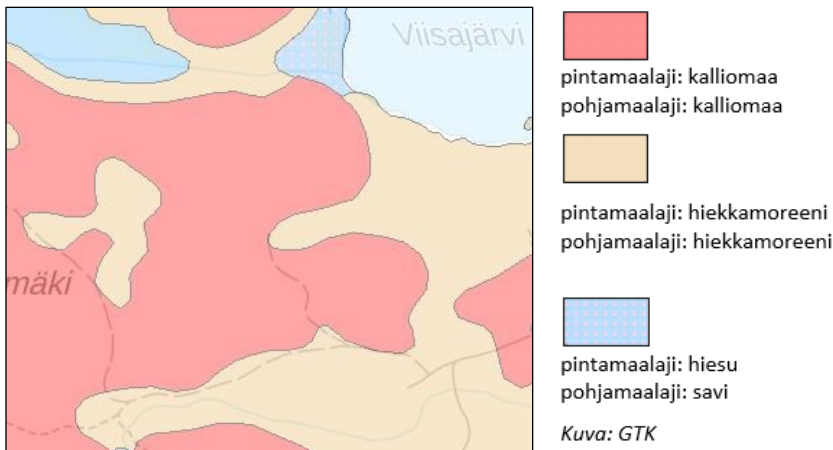 Viisajärvi
mäki
pintamaalaji: kalliomaa
pohjamaalaji: kalliomaa
pintamaalaji: hiekkamoreeni
pohjamaalaji: hiekkamoreeni
pintamaalaji: hiesu
pohjamaalaji: savi
Kuva: GTK